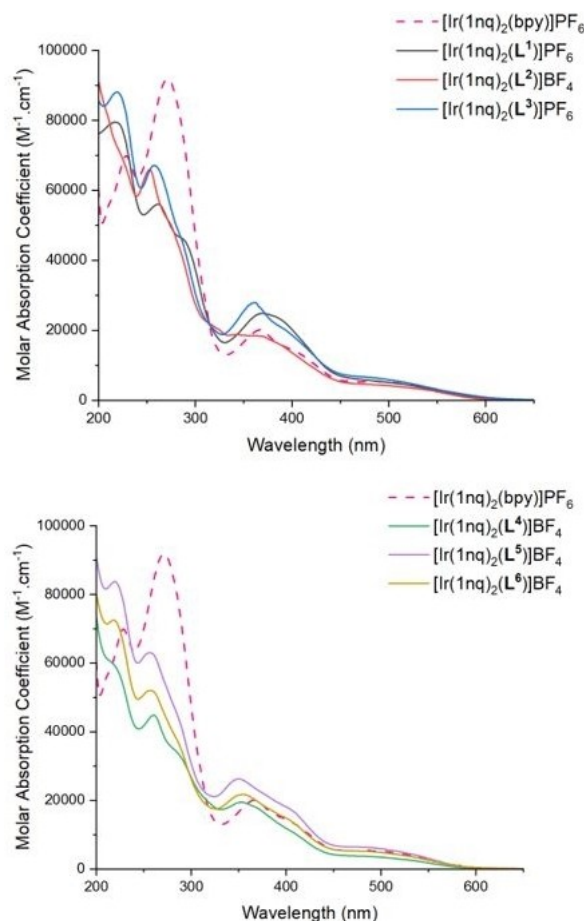 [Ir(1nq)₂(bpy)]PF₆
[Ir(1nq)₂(L¹)]PF₆
[Ir(1nq)₂(L²)]BF₄
[Ir(1nq)₂(L³)]PF₆
Molar Absorption Coefficient (M⁻¹.cm⁻¹)
100000
80000
60000
40000
20000
0
200 300 400 500 600
Wavelength (nm)
[Ir(1nq)₂(bpy)]PF₆
[Ir(1nq)₂(L⁴)]BF₄
[Ir(1nq)₂(L⁵)]BF₄
[Ir(1nq)₂(L⁶)]BF₄
Molar Absorption Coefficient (M⁻¹.cm⁻¹)
100000
80000
60000
40000
20000
0
200 300 400 500 600
Wavelength (nm)